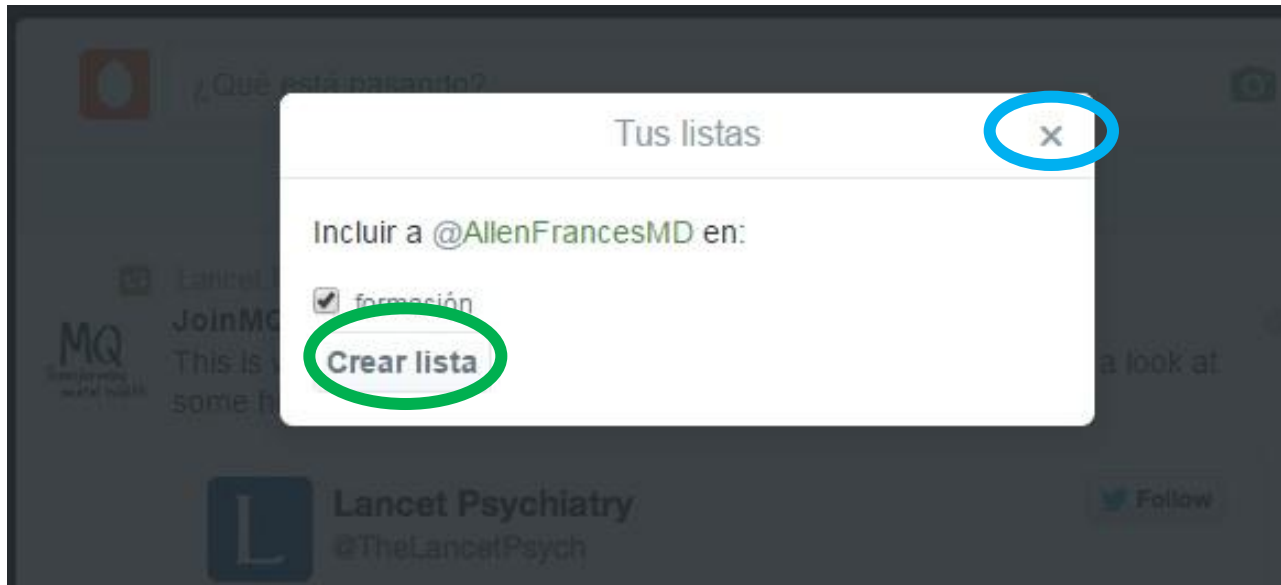 ¿Qué está pasando?
Tus listas
×
Incluir a @AllenFrancesMD en:
formación
Crear lista
Lancet
JoinMQ
MQ
This is
a look at
some h
L
Lancet Psychiatry
Follow
@TheLancetPsych